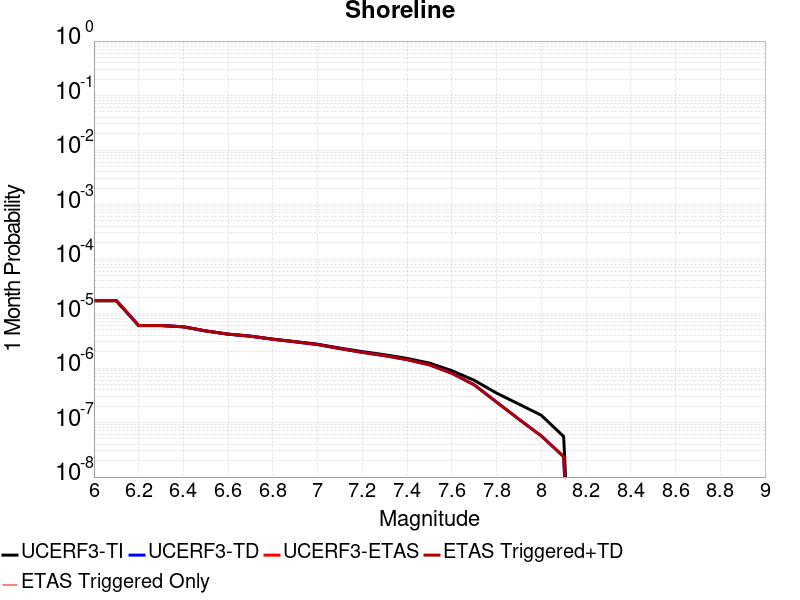 Shoreline
1 Month Probability
10^0
10^-1
10^-2
10^-3
10^-4
10^-5
10^-6
10^-7
10^-8
6 6.2 6.4 6.6 6.8 7 7.2 7.4 7.6 7.8 8 8.2 8.4 8.6 8.8 9
Magnitude
UCERF3-TI UCERF3-TD UCERF3-ETAS ETAS Triggered+TD
ETAS Triggered Only